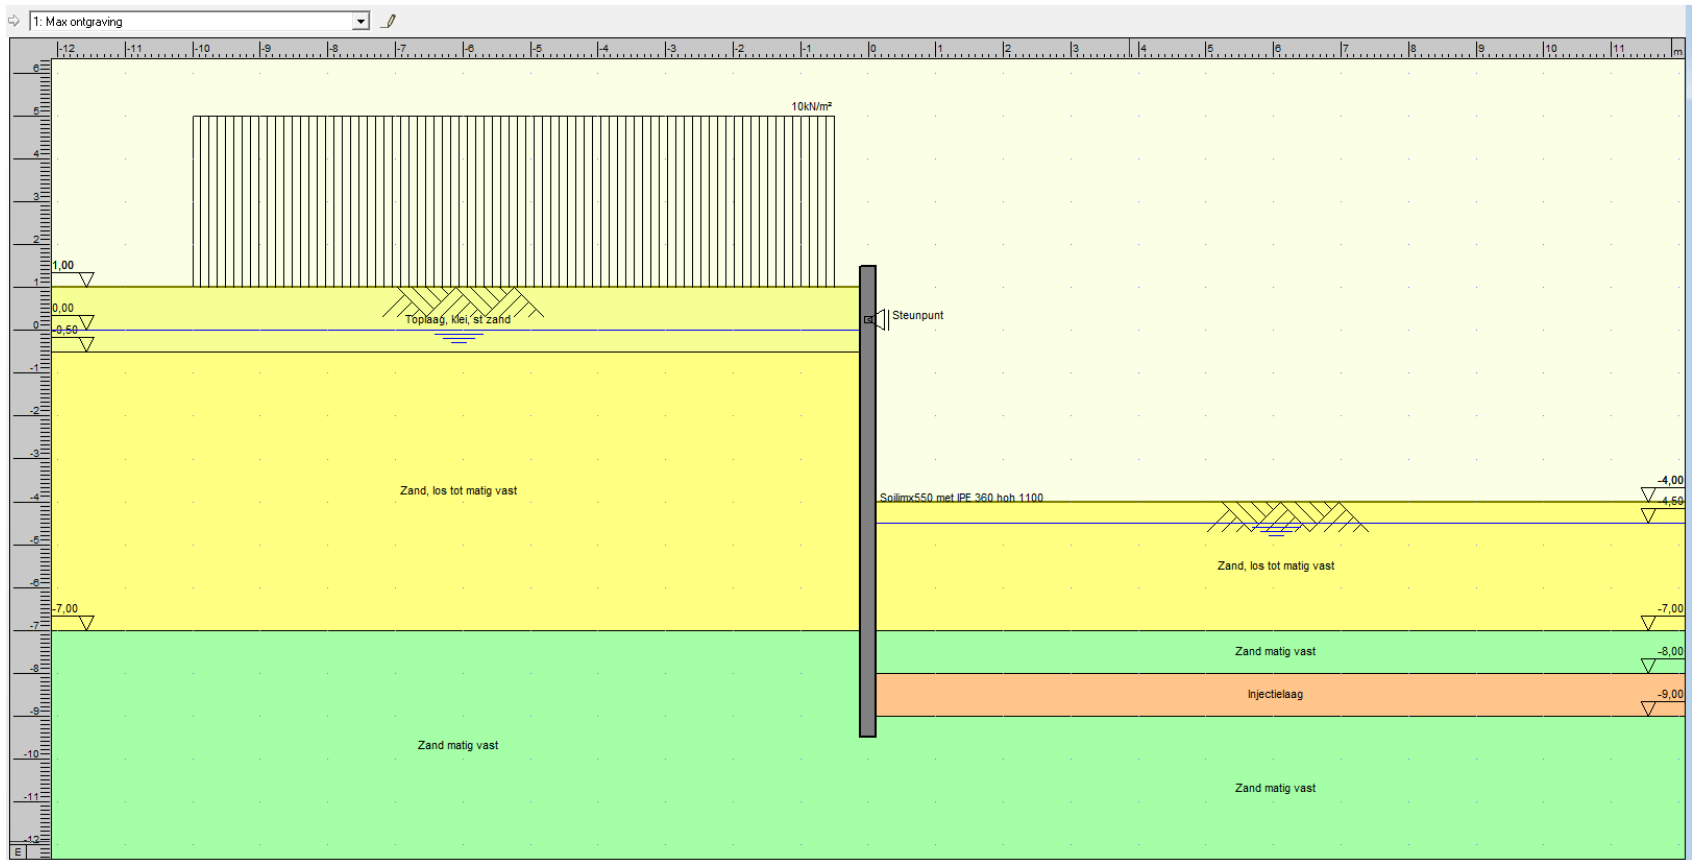 1: Max ontgraving
-12 -11 -10 -9 -8 -7 -6 -5 -4 -3 -2 -1 0 1 2 3 4 5 6 7 8 9 10 11 m
6
5
4
3
2
1
0
-1
-2
-3
-4
-5
-6
-7
-8
-9
-10
-11
-12
E
10kN/m²
1,00
0,00
-0,50
Toplaag, klei, st zand
Steunpunt
Zand, los tot matig vast
Soilimx550 met IPE 360 hoh 1100
-4,00
-4,50
Zand, los tot matig vast
-7,00
-7,00
Zand matig vast
-8,00
Injectielaag
-9,00
Zand matig vast
Zand matig vast